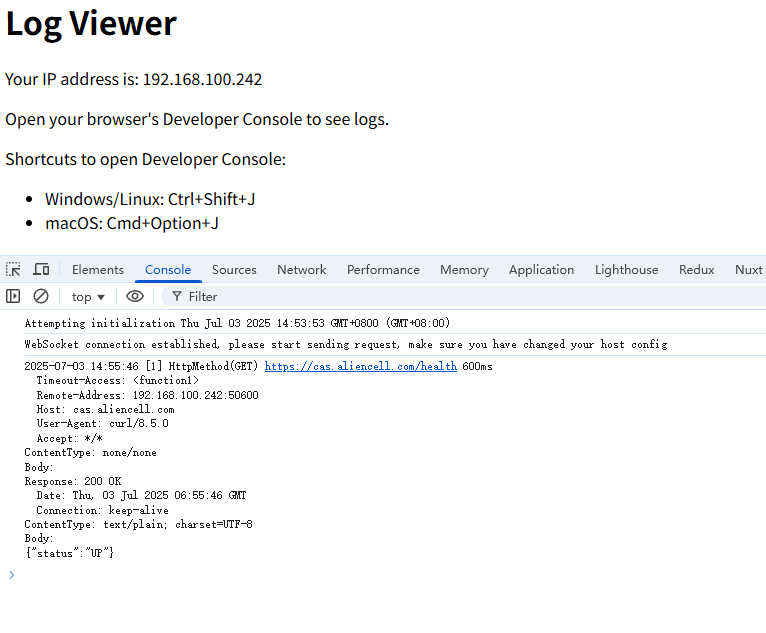 Log Viewer
Your IP address is: 192.168.100.242
Open your browser's Developer Console to see logs.
Shortcuts to open Developer Console:
• Windows/Linux: Ctrl+Shift+J
• macOS: Cmd+Option+J
Elements Console Sources Network Performance Memory Application Lighthouse Redux Nuxt
top ▼ Filter
Attempting initialization Thu Jul 03 2025 14:53:53 GMT+0800 (GMT+08:00)
WebSocket connection established, please start sending request, make sure you have changed your host config
2025-07-03 14:55:46 [1] HttpMethod(GET) https://cas.aliencell.com/health 600ms
Timeout-Access: <function1>
Remote-Address: 192.168.100.242:50600
Host: cas.aliencell.com
User-Agent: curl/8.5.0
Accept: */*
ContentType: none/none
Body:
Response: 200 OK
Date: Thu, 03 Jul 2025 06:55:46 GMT
Connection: keep-alive
ContentType: text/plain; charset=UTF-8
Body:
{"status":"UP"}